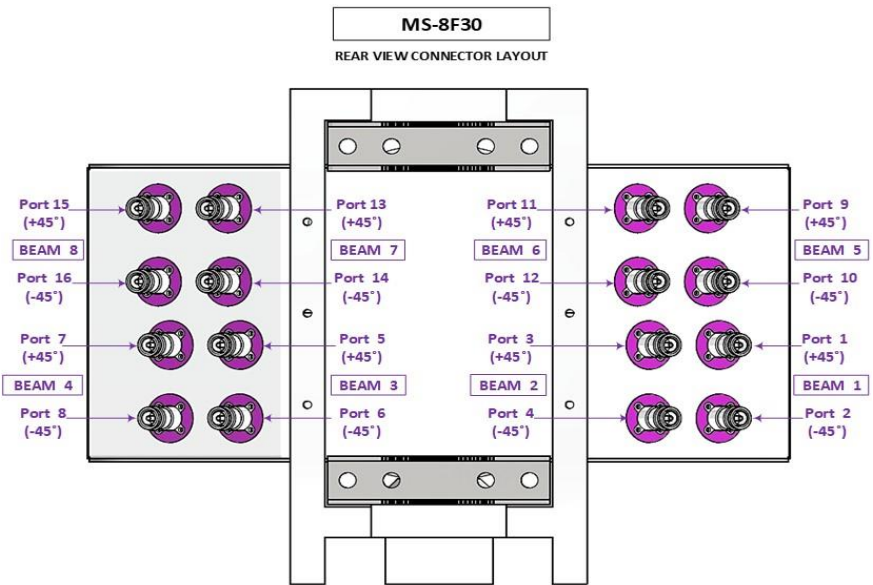 MS-8F30
REAR VIEW CONNECTOR LAYOUT
Port 15
(+45˚)
BEAM 8
Port 16
(-45˚)
Port 7
(+45˚)
BEAM 4
Port 8
(-45˚)
Port 13
(+45˚)
BEAM 7
Port 14
(-45˚)
Port 5
(+45˚)
BEAM 3
Port 6
(-45˚)
Port 11
(+45˚)
BEAM 6
Port 12
(-45˚)
Port 3
(+45˚)
BEAM 2
Port 4
(-45˚)
Port 9
(+45˚)
BEAM 5
Port 10
(-45˚)
Port 1
(+45˚)
BEAM 1
Port 2
(-45˚)